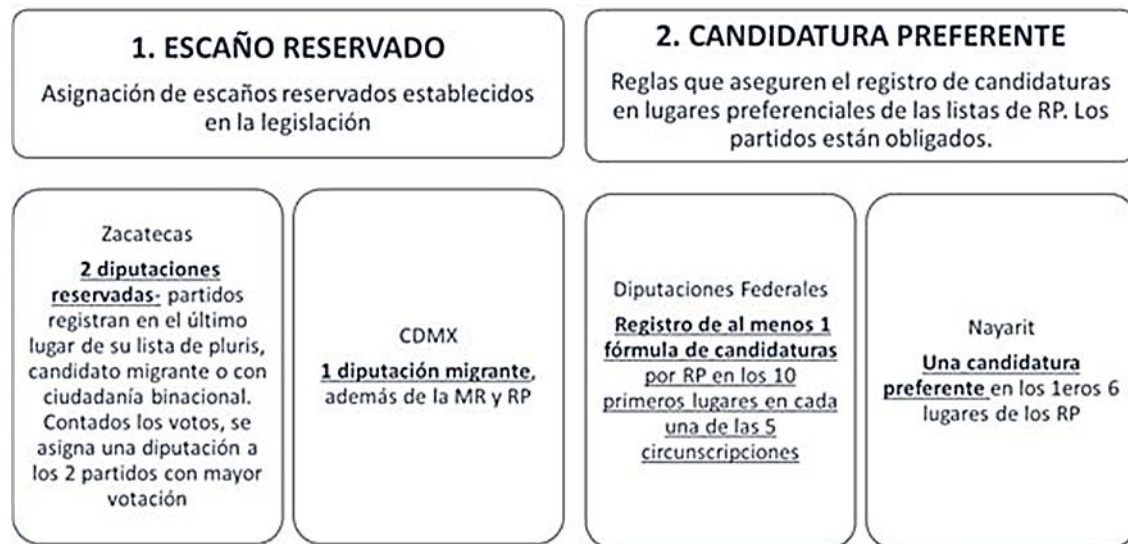 1. ESCAÑO RESERVADO
Asignación de escaños reservados establecidos
en la legislación
2. CANDIDATURA PREFERENTE
Reglas que aseguren el registro de candidaturas
en lugares preferenciales de las listas de RP. Los
partidos están obligados.
Zacatecas
2 diputaciones
reservadas- partidos
registran en el último
lugar de su lista de pluris,
candidato migrante o con
ciudadanía binacional.
Contados los votos, se
asigna una diputación a
los 2 partidos con mayor
votación
CDMX
1 diputación migrante,
además de la MR y RP
Diputaciones Federales
Registro de al menos 1
fórmula de candidaturas
por RP en los 10
primeros lugares en cada
una de las 5
circunscripciones
Nayarit
Una candidatura
preferente en los 1eros 6
lugares de los RP